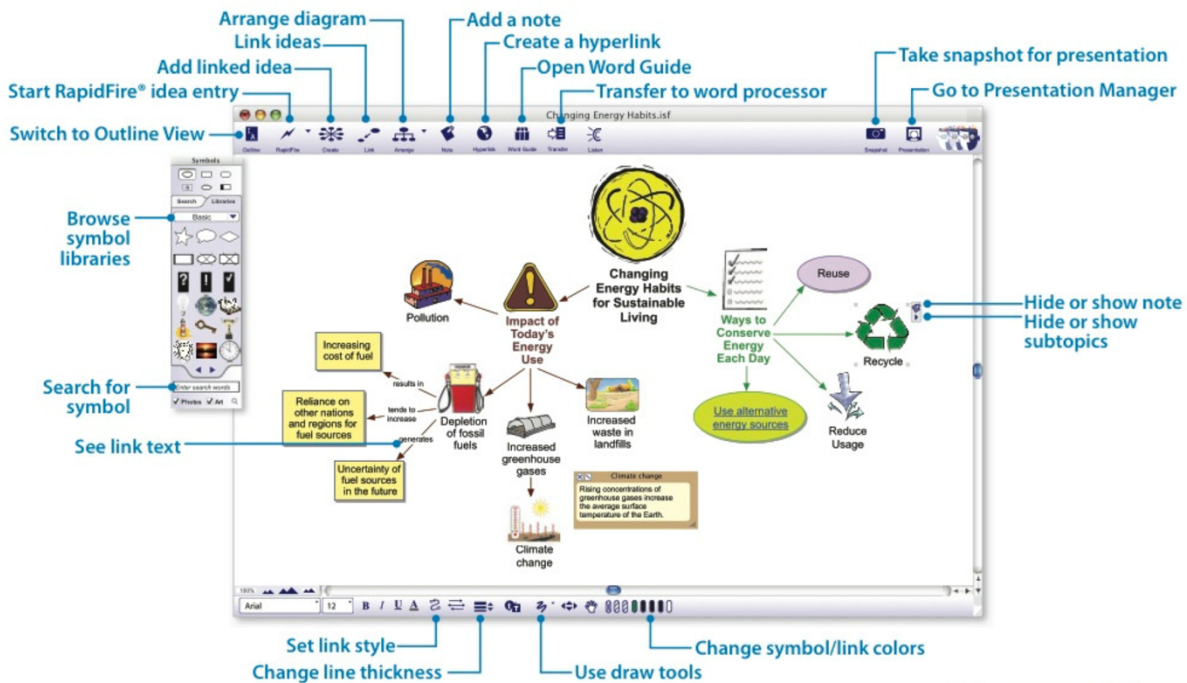 Arrange diagram
Add a note
Link ideas
Create a hyperlink
Add linked idea
Open Word Guide
Take snapshot for presentation
Start RapidFire® idea entry
Transfer to word processor
Go to Presentation Manager
Switch to Outline View
Changing Energy Habits.isf
Outline RapidFire Create Link Arrange Note Hyperlink Word Guide Transfer Listen Snapshot Presentation
Symbols
Search Libraries
Basic
Browse
symbol
libraries
Enter search words
Photos Art
Search for
symbol
See link text
Changing
Energy Habits
for Sustainable
Living
Pollution
Impact of
Today's
Energy
Use
Increasing
cost of fuel
results in
Reliance on
other nations
and regions for
fuel sources
tends to
increase
Depletion
of fossil
fuels
generates
Uncertainty of
fuel sources
in the future
Increased
greenhouse
gases
Increased
waste in
landfills
Climate change
Rising concentrations of
greenhouse gases increase
the average surface
temperature of the Earth.
Climate
change
Ways to
Conserve
Energy
Each Day
Reuse
Recycle
Hide or show note
Hide or show
subtopics
Use alternative
energy sources
Reduce
Usage
100%
Arial 12 B I U A
Set link style
Change symbol/link colors
Change line thickness
Use draw tools